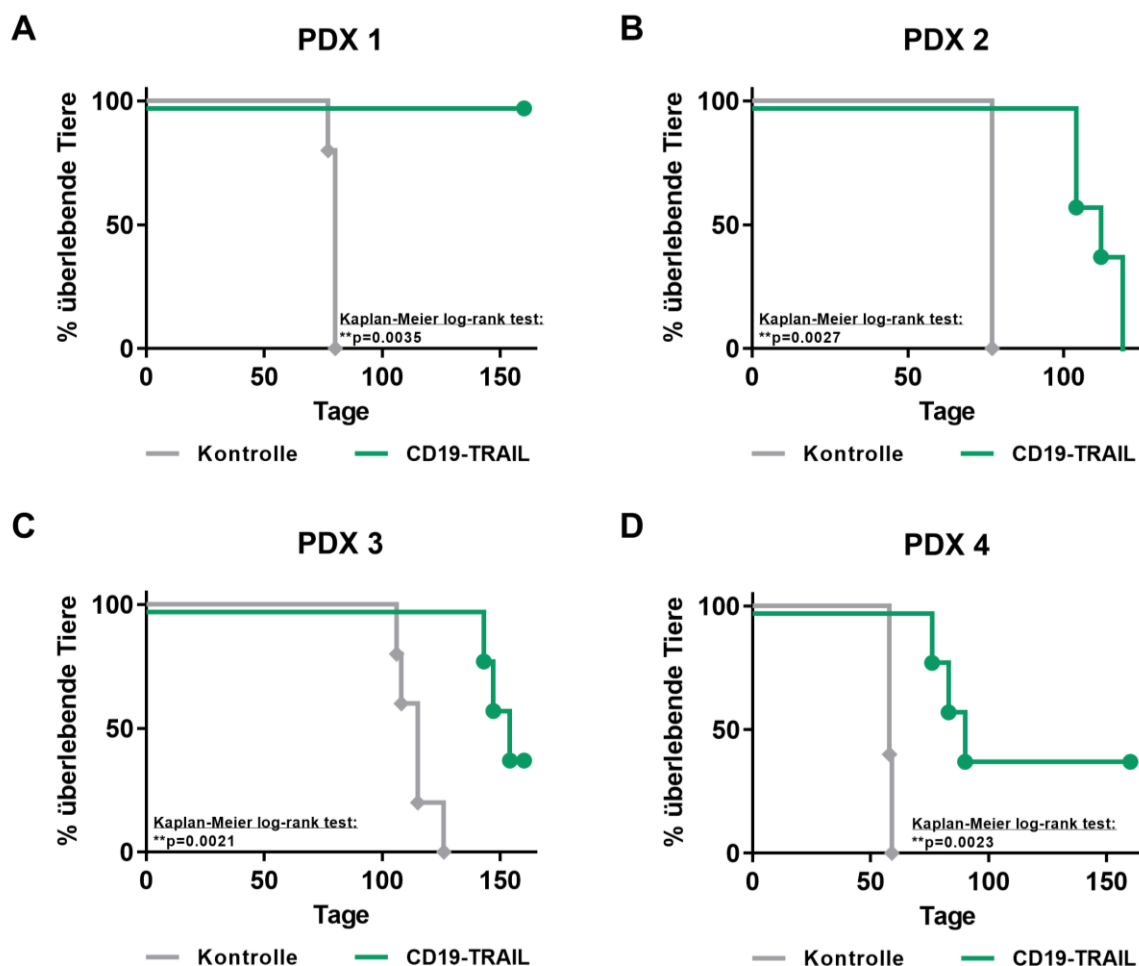 A
PDX 1
% überlebende Tiere
100
50
0
Kaplan-Meier log-rank test:
**p=0.0035
0 50 100 150
Tage
Kontrolle CD19-TRAIL
B
PDX 2
% überlebende Tiere
100
50
0
Kaplan-Meier log-rank test:
**p=0.0027
0 50 100
Tage
Kontrolle CD19-TRAIL
C
PDX 3
% überlebende Tiere
100
50
0
Kaplan-Meier log-rank test:
**p=0.0021
0 50 100 150
Tage
Kontrolle CD19-TRAIL
D
PDX 4
% überlebende Tiere
100
50
0
Kaplan-Meier log-rank test:
**p=0.0023
0 50 100 150
Tage
Kontrolle CD19-TRAIL